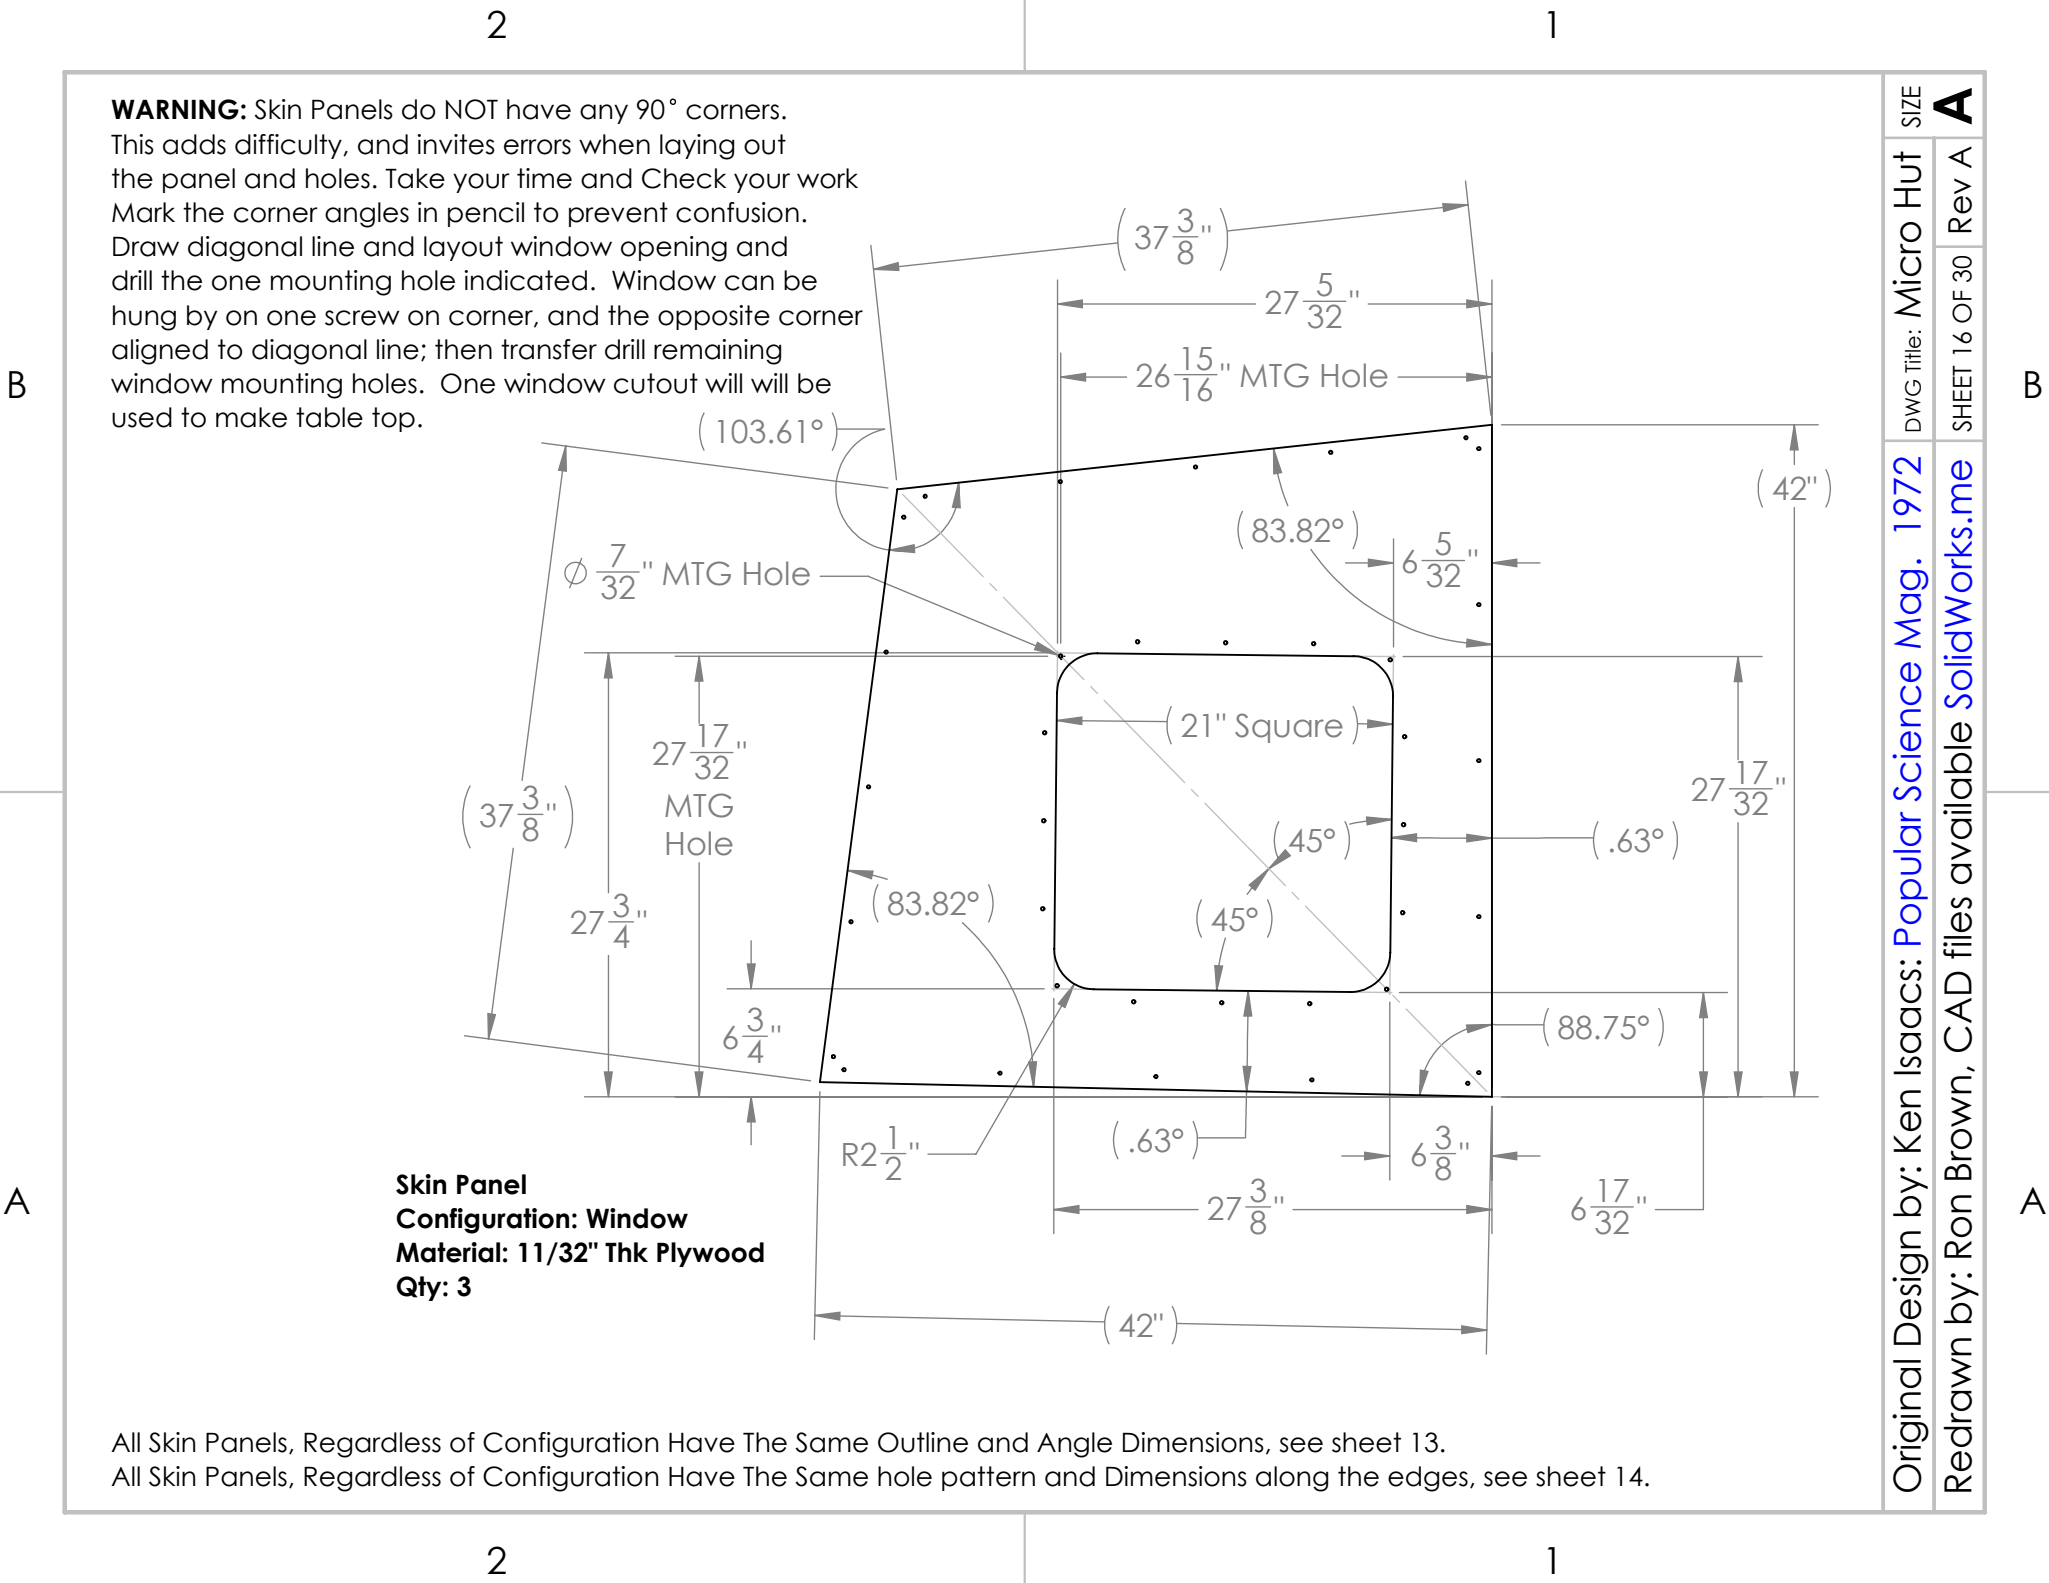 2
1
WARNING: Skin Panels do NOT have any 90° corners.
This adds difficulty, and invites errors when laying out
the panel and holes. Take your time and Check your work
Mark the corner angles in pencil to prevent confusion.
Draw diagonal line and layout window opening and
drill the one mounting hole indicated.  Window can be
hung by on one screw on corner, and the opposite corner
aligned to diagonal line; then transfer drill remaining
window mounting holes.  One window cutout will will be
used to make table top.
B
B
(37 3/8")
27 5/32"
26 15/16" MTG Hole
(103.61°)
(42")
(83.82°)
6 5/32"
Ø 7/32" MTG Hole
(21" Square)
27 17/32"
MTG
Hole
27 17/32"
(37 3/8")
(45°)
(.63°)
(83.82°)
27 3/4"
(45°)
6 3/4"
(88.75°)
R2 1/2"
(.63°)
6 3/8"
27 3/8"
6 17/32"
(42")
Skin Panel
Configuration: Window
Material: 11/32" Thk Plywood
Qty: 3
A
A
All Skin Panels, Regardless of Configuration Have The Same Outline and Angle Dimensions, see sheet 13.
All Skin Panels, Regardless of Configuration Have The Same hole pattern and Dimensions along the edges, see sheet 14.
Original Design by: Ken Isaacs: Popular Science Mag. 1972
DWG Title: Micro Hut
SIZE
A
Redrawn by: Ron Brown, CAD files available SolidWorks.me
SHEET 16 OF 30
Rev A
2
1